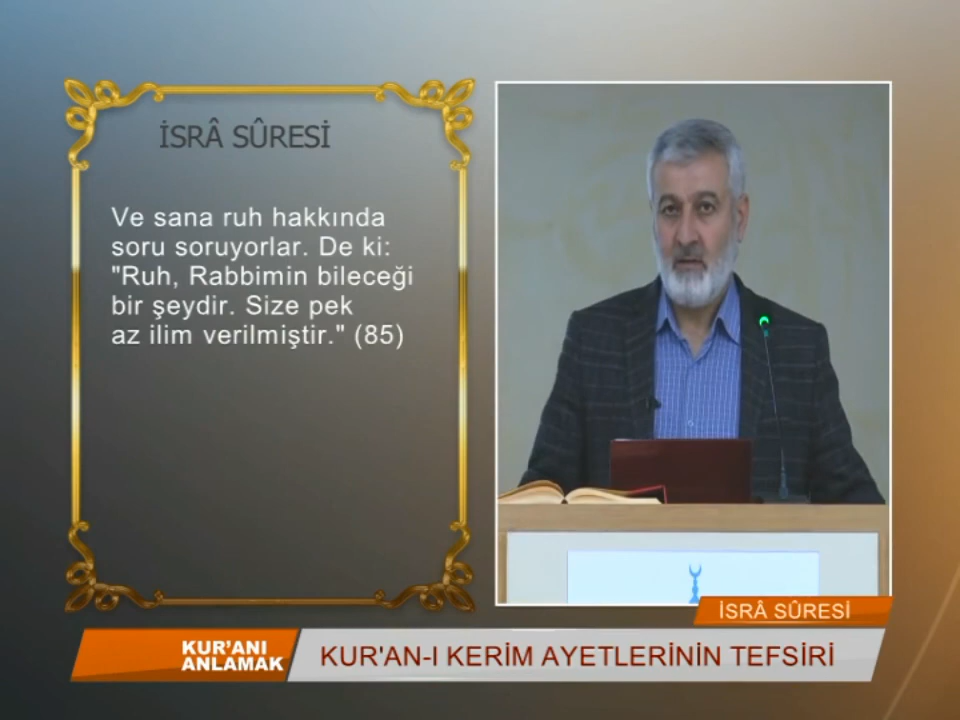 İSRÂ SÛRESİ
Ve sana ruh hakkında
soru soruyorlar. De ki:
"Ruh, Rabbimin bileceği
bir şeydir. Size pek
az ilim verilmiştir." (85)
İSRÂ SÛRESİ
KUR'ANI
ANLAMAK
KUR'AN-I KERİM AYETLERİNİN TEFSİRİ